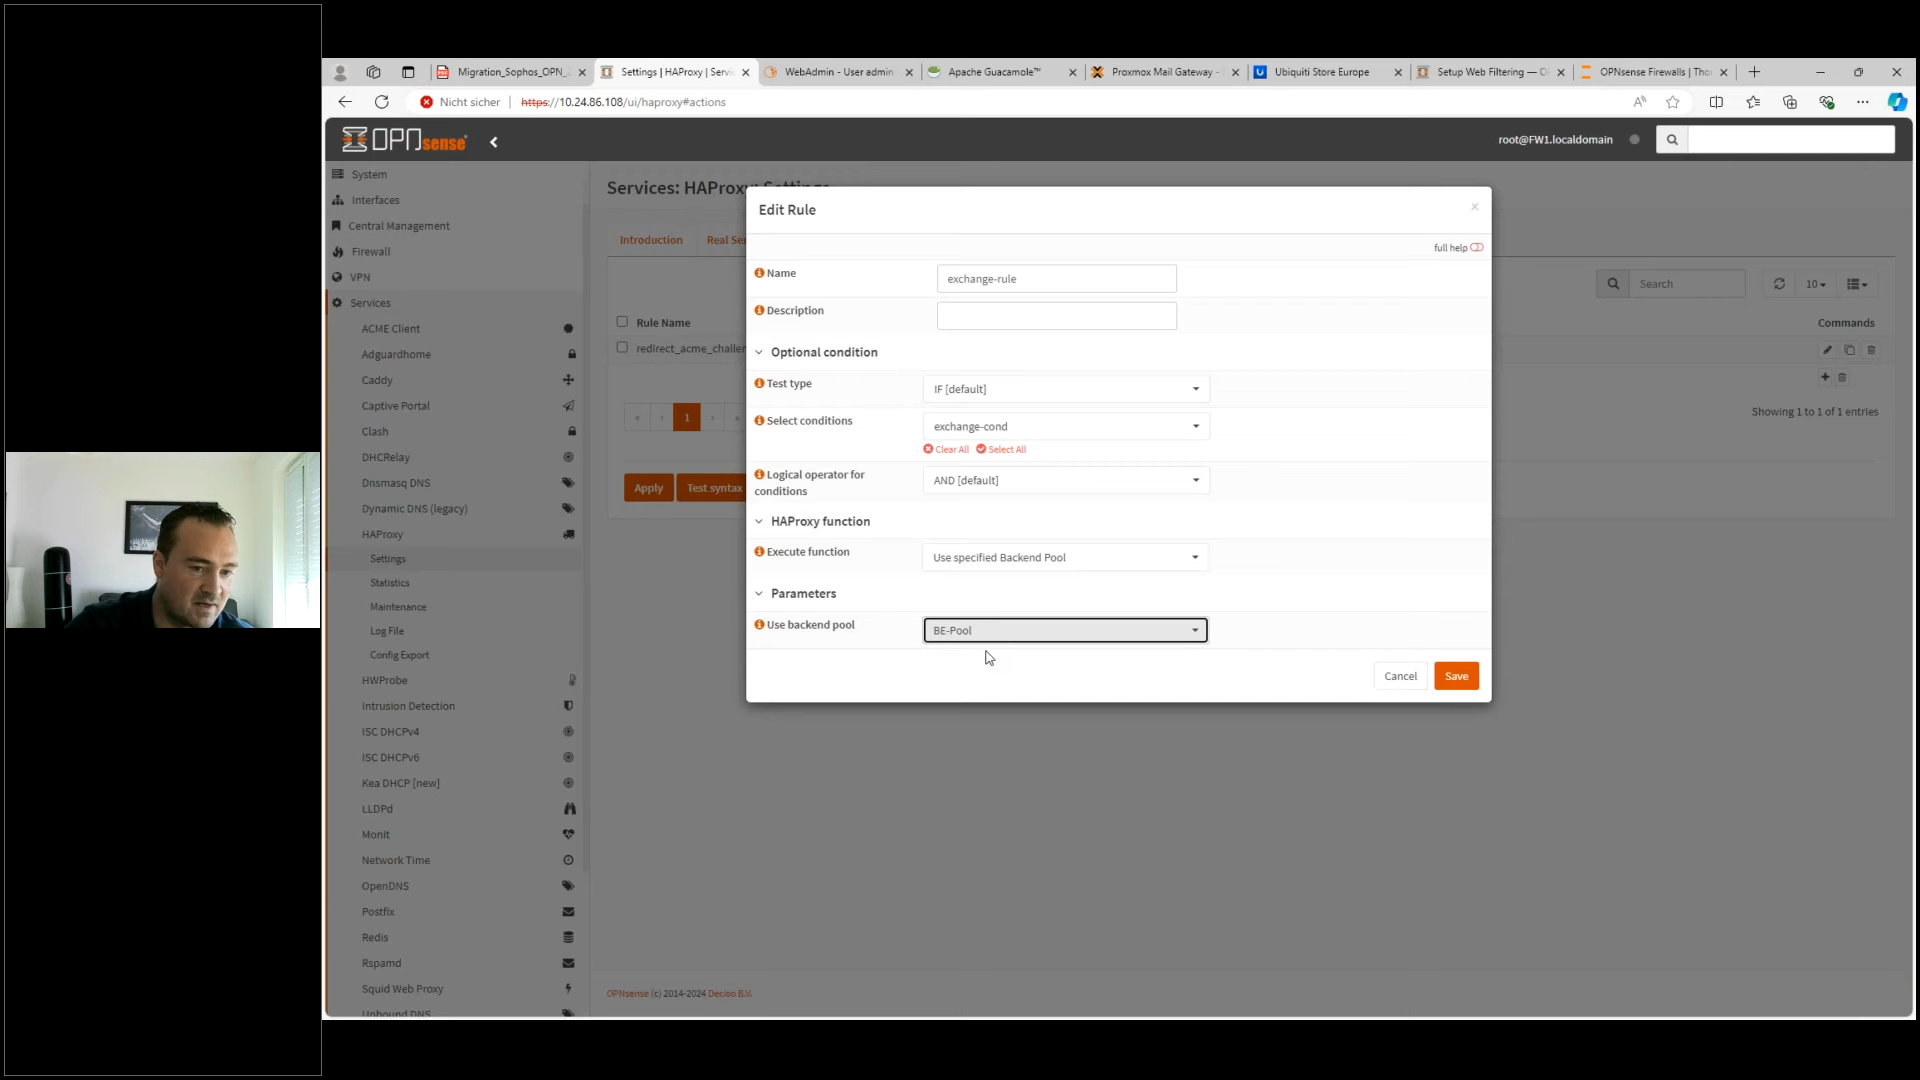 Migration_Sophos_OPN_
Settings | HAProxy | Servic
WebAdmin - User admin
Apache Guacamole™
Proxmox Mail Gateway -
Ubiquiti Store Europe
Setup Web Filtering —
OPNsense Firewalls | Tho
Nicht sicher
https://10.24.86.108/ui/haproxy#actions
OPNsense
root@FW1.localdomain
System
Interfaces
Central Management
Firewall
VPN
Services
ACME Client
Adguardhome
Caddy
Captive Portal
Clash
DHCRelay
Dnsmasq DNS
Dynamic DNS (legacy)
HAProxy
Settings
Statistics
Maintenance
Log File
Config Export
HWProbe
Intrusion Detection
ISC DHCPv4
ISC DHCPv6
Kea DHCP [new]
LLDPd
Monit
Network Time
OpenDNS
Postfix
Redis
Rspamd
Squid Web Proxy
Unbound DNS
Services: HAProxy: Settings
Introduction
Real Se
Search
10
Rule Name
Commands
redirect_acme_challen
« ‹ 1 › »
Showing 1 to 1 of 1 entries
Apply
Test syntax
Edit Rule
×
full help
Name
exchange-rule
Description
Optional condition
Test type
IF [default]
Select conditions
exchange-cond
Clear All
Select All
Logical operator for
conditions
AND [default]
HAProxy function
Execute function
Use specified Backend Pool
Parameters
Use backend pool
BE-Pool
Cancel
Save
OPNsense (c) 2014-2024 Deciso B.V.